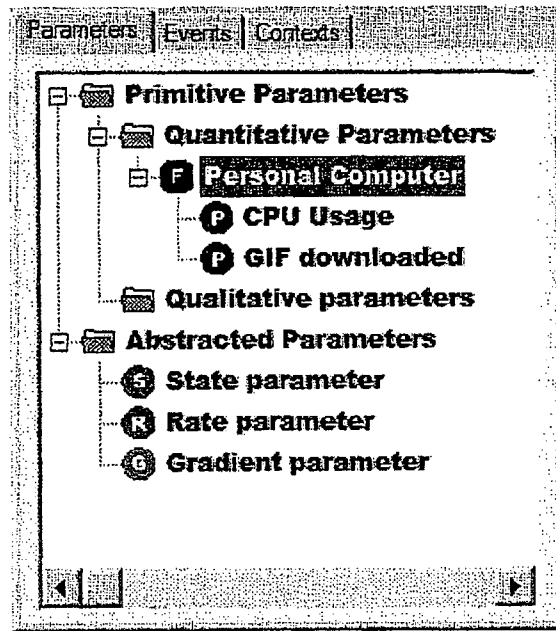 Parameters Events Contexts
Primitive Parameters
Quantitative Parameters
F Personal Computer
P CPU Usage
P GIF downloaded
Qualitative parameters
Abstracted Parameters
S State parameter
R Rate parameter
G Gradient parameter